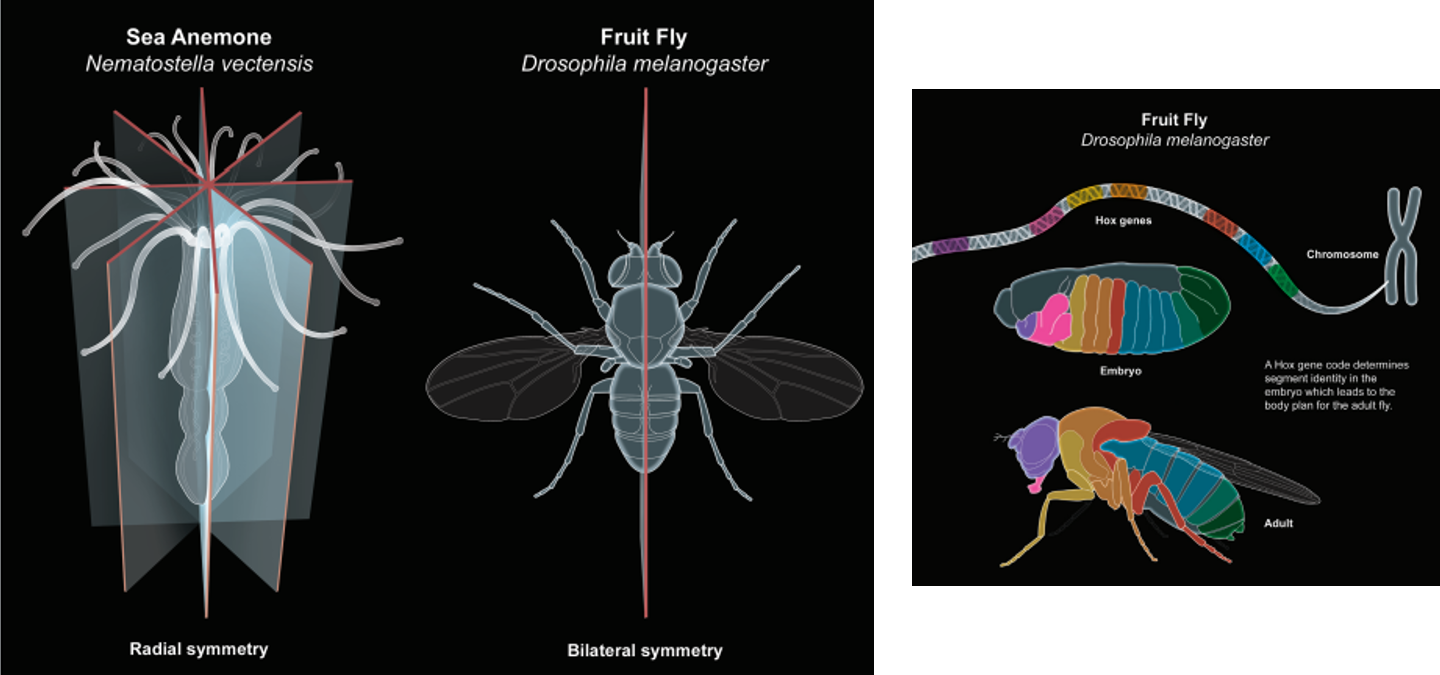 Sea Anemone
Nematostella vectensis
Fruit Fly
Drosophila melanogaster
Radial symmetry
Bilateral symmetry
Fruit Fly
Drosophila melanogaster
Hox genes
Chromosome
Embryo
A Hox gene code determines
segment identity in the
embryo which leads to the
body plan for the adult fly.
Adult